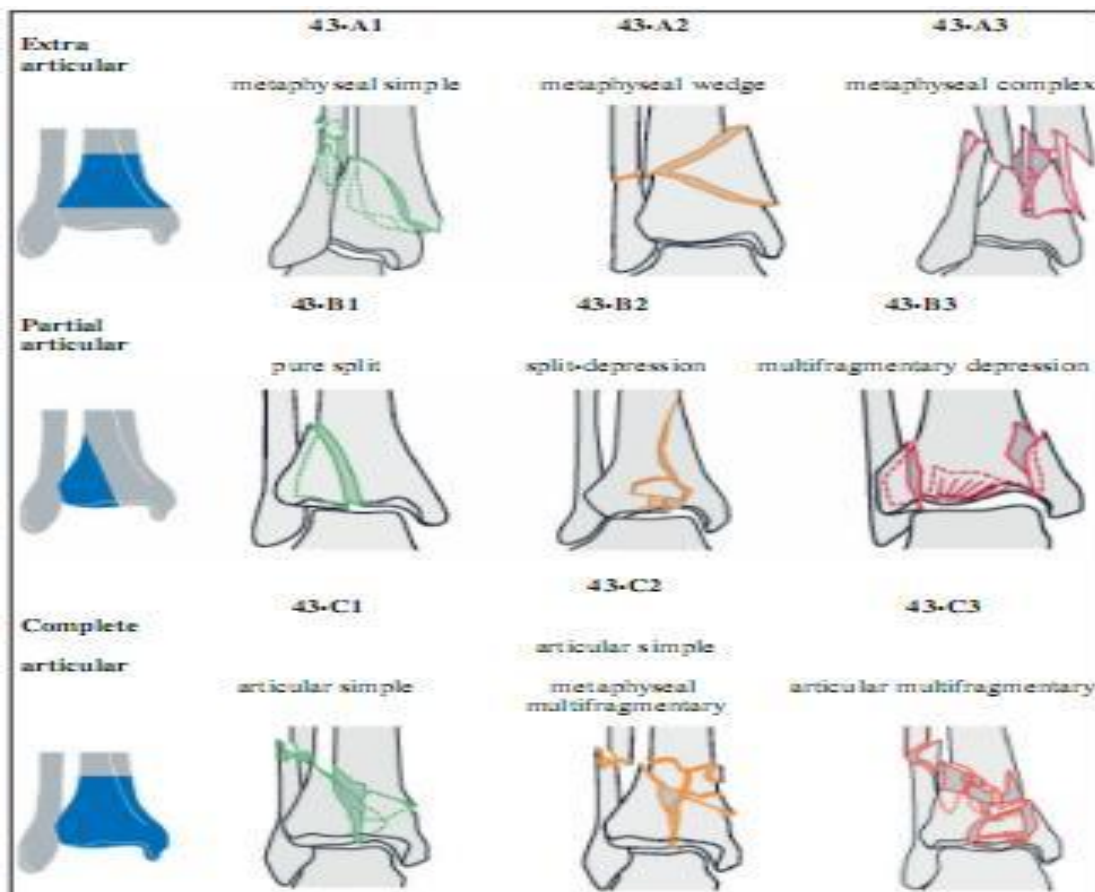 43-A1 43-A2 43-A3
Extra
articular
metaphyseal simple metaphyseal wedge metaphyseal complex
43-B1 43-B2 43-B3
Partial
articular
pure split split-depression multifragmentary depression
43-C1 43-C2 43-C3
Complete
articular simple
articular
articular simple metaphyseal articular multifragmentary
multifragmentary